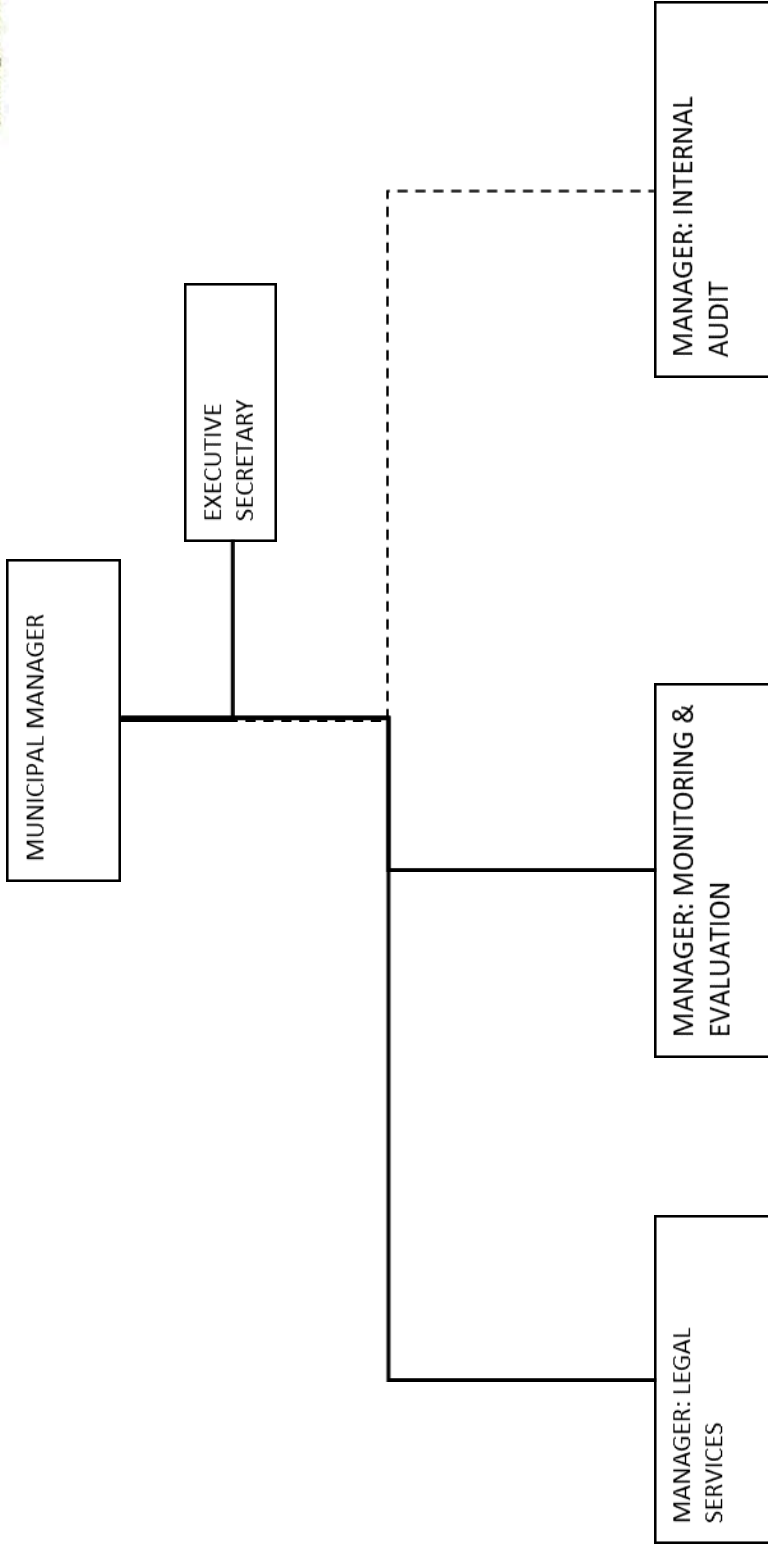 MUNICIPAL MANAGER
EXECUTIVE
SECRETARY
MANAGER: LEGAL
SERVICES
MANAGER: MONITORING &
EVALUATION
MANAGER: INTERNAL
AUDIT